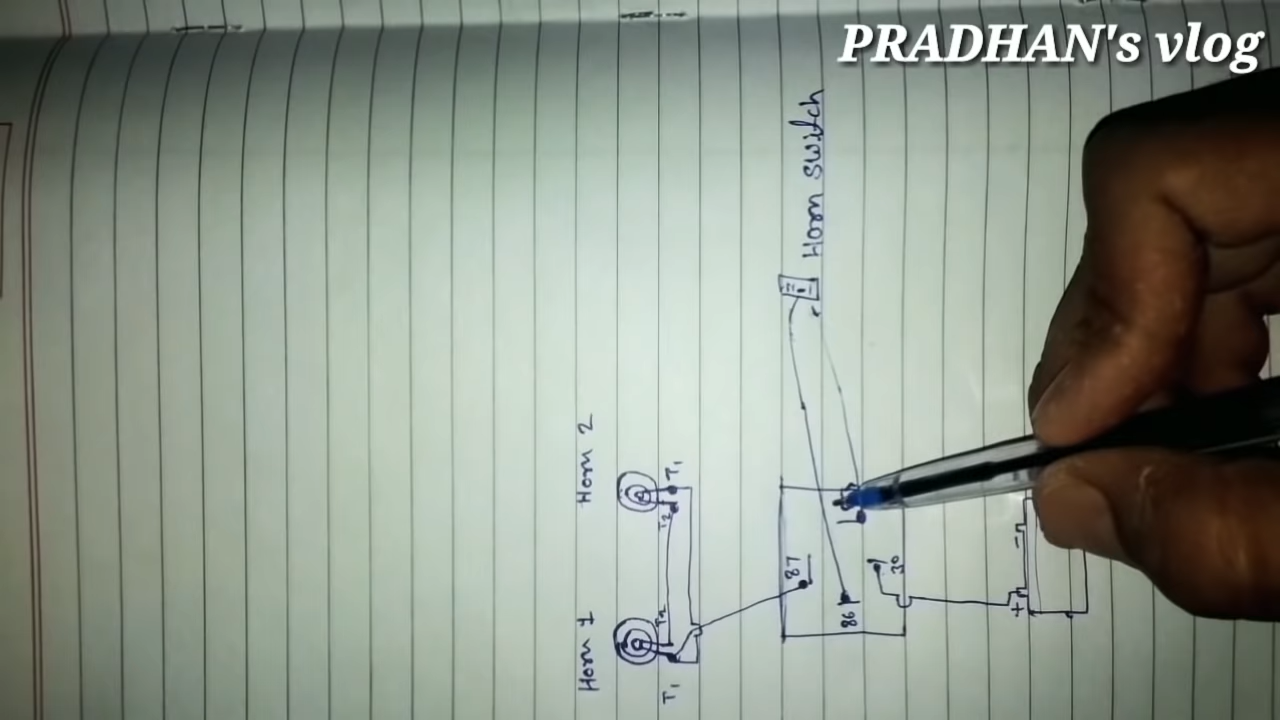 PRADHAN's vlog
Horn switch
Horn 1
Horn 2
T1
T2
T2
T1
87
86
30
+
-